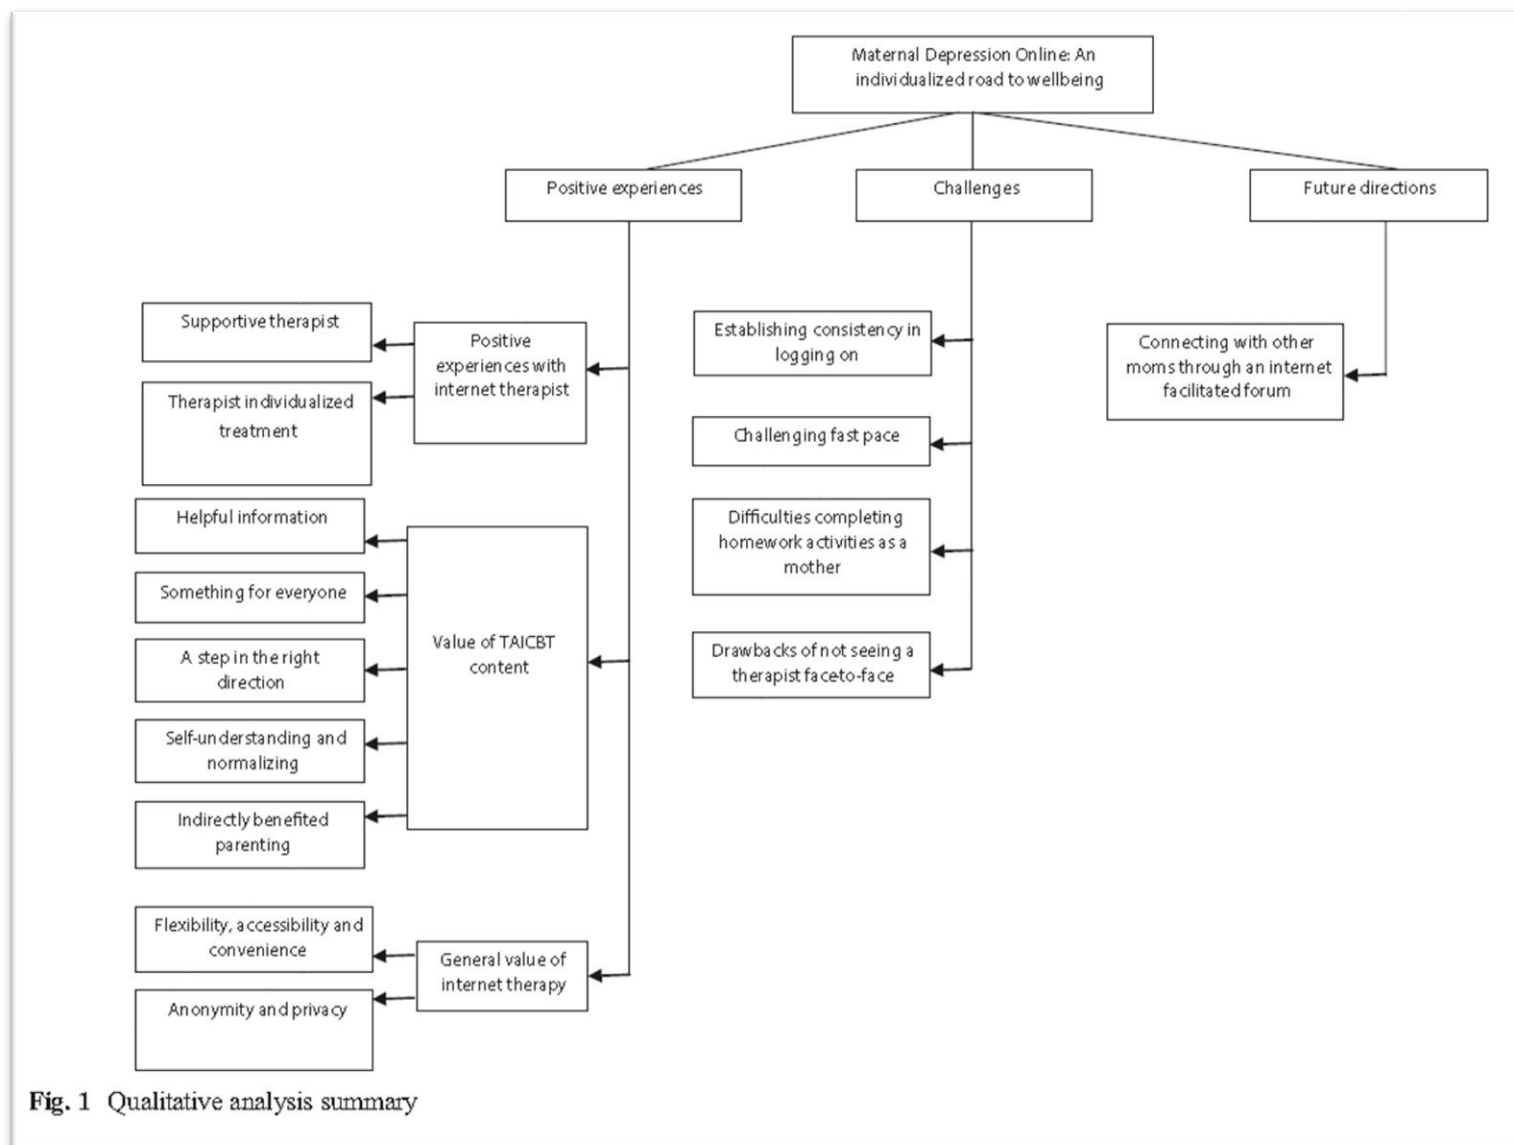 Maternal Depression Online: An
individualized road to wellbeing
Positive experiences
Challenges
Future directions
Supportive therapist
Therapist individualized
treatment
Positive
experiences with
internet therapist
Helpful information
Something for everyone
A step in the right
direction
Self-understanding and
normalizing
Indirectly benefited
parenting
Value of TAICBT
content
Flexibility, accessibility and
convenience
Anonymity and privacy
General value of
internet therapy
Establishing consistency in
logging on
Challenging fast pace
Difficulties completing
homework activities as a
mother
Drawbacks of not seeing a
therapist faceto-face
Connecting with other
moms through an internet
facilitated forum
Fig. 1 Qualitative analysis summary